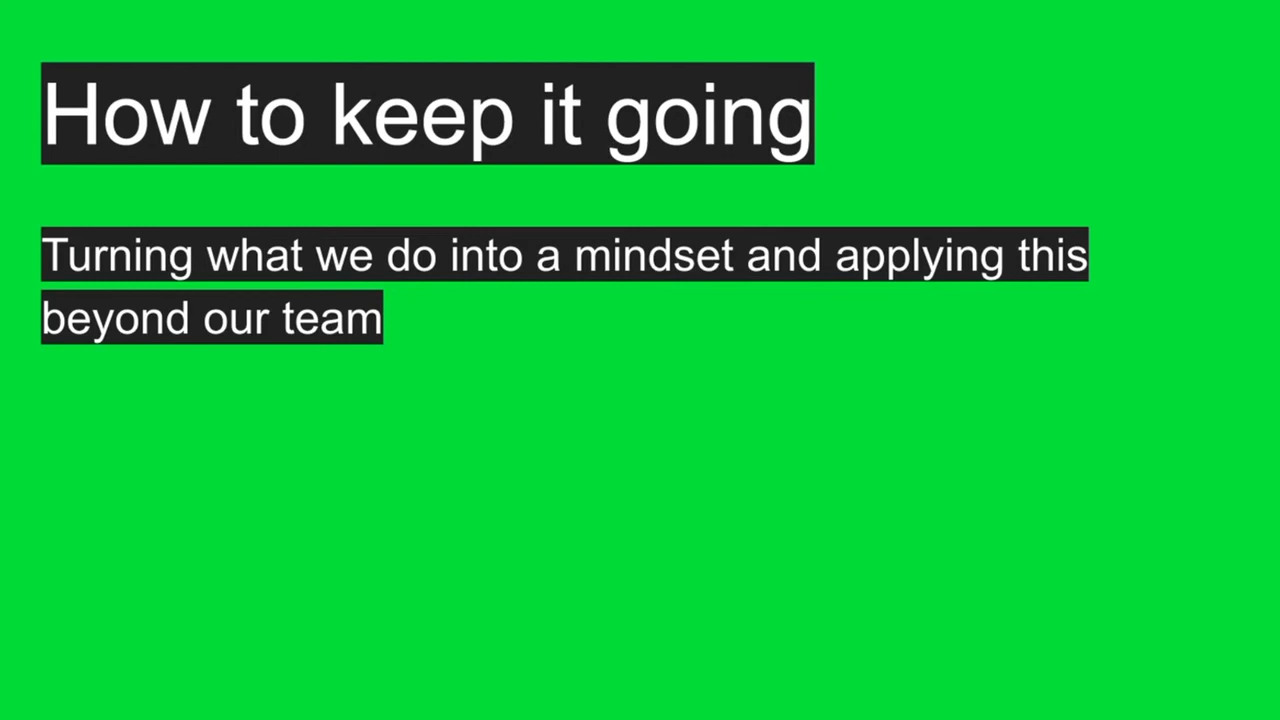 How to keep it going
Turning what we do into a mindset and applying this
beyond our team